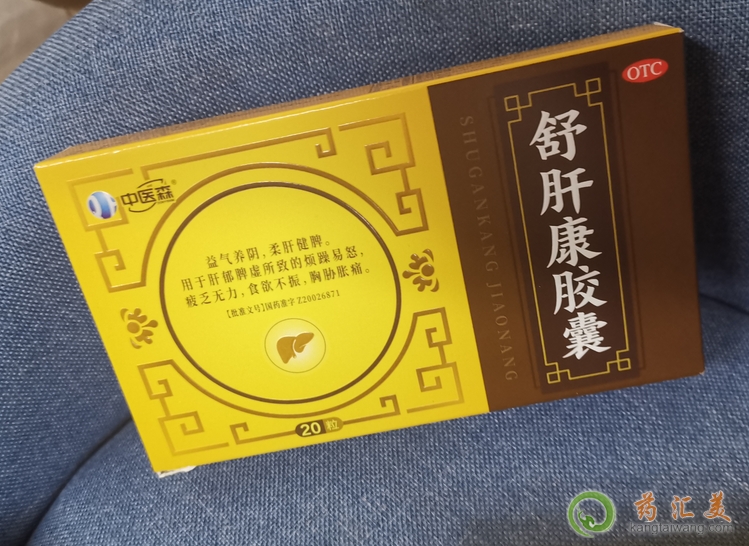 OTC
舒肝康胶囊
SHUGANKANG JIAONANG
中医森®
益气养阴，柔肝健脾。
用于肝郁脾虚所致的烦躁易怒，
疲乏无力，食欲不振，胸胁胀痛。
【批准文号】国药准字Z20026871
20粒
药汇美
kangfaiwang.com